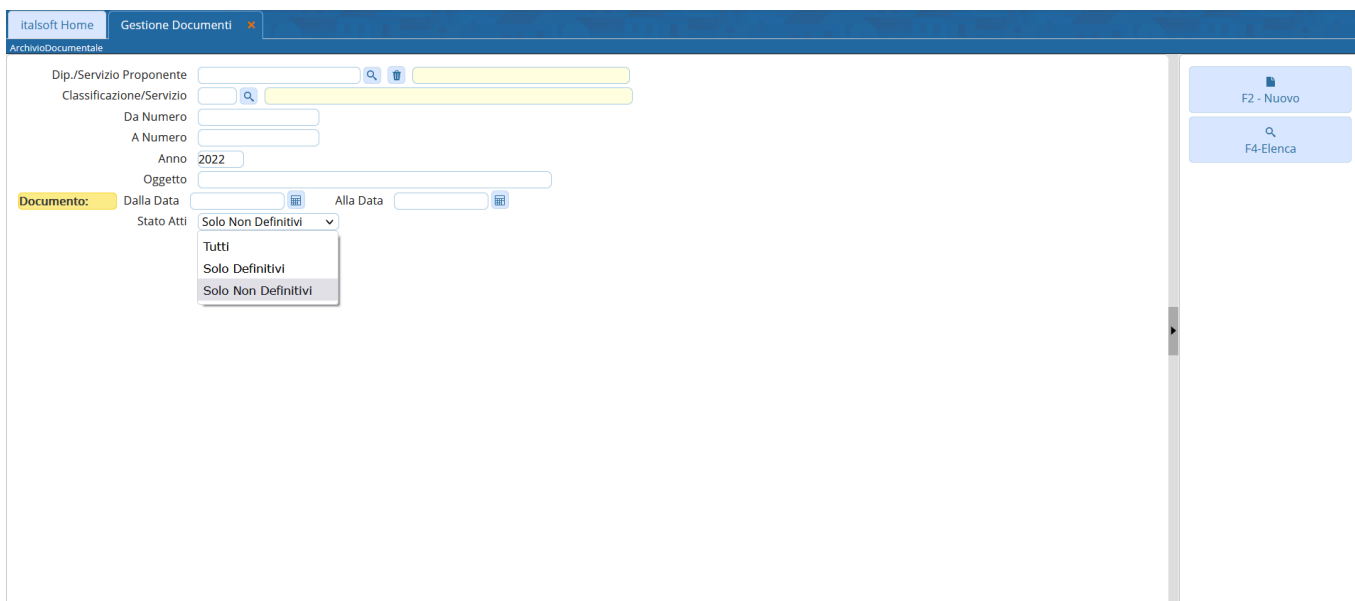 italsoft Home Gestione Documenti ×
ArchivioDocumentale
Dip./Servizio Proponente
Classificazione/Servizio
Da Numero
A Numero
Anno 2022
Oggetto
Documento: Dalla Data Alla Data
Stato Atti Solo Non Definitivi
Tutti
Solo Definitivi
Solo Non Definitivi
F2 - Nuovo
F4-Elenca